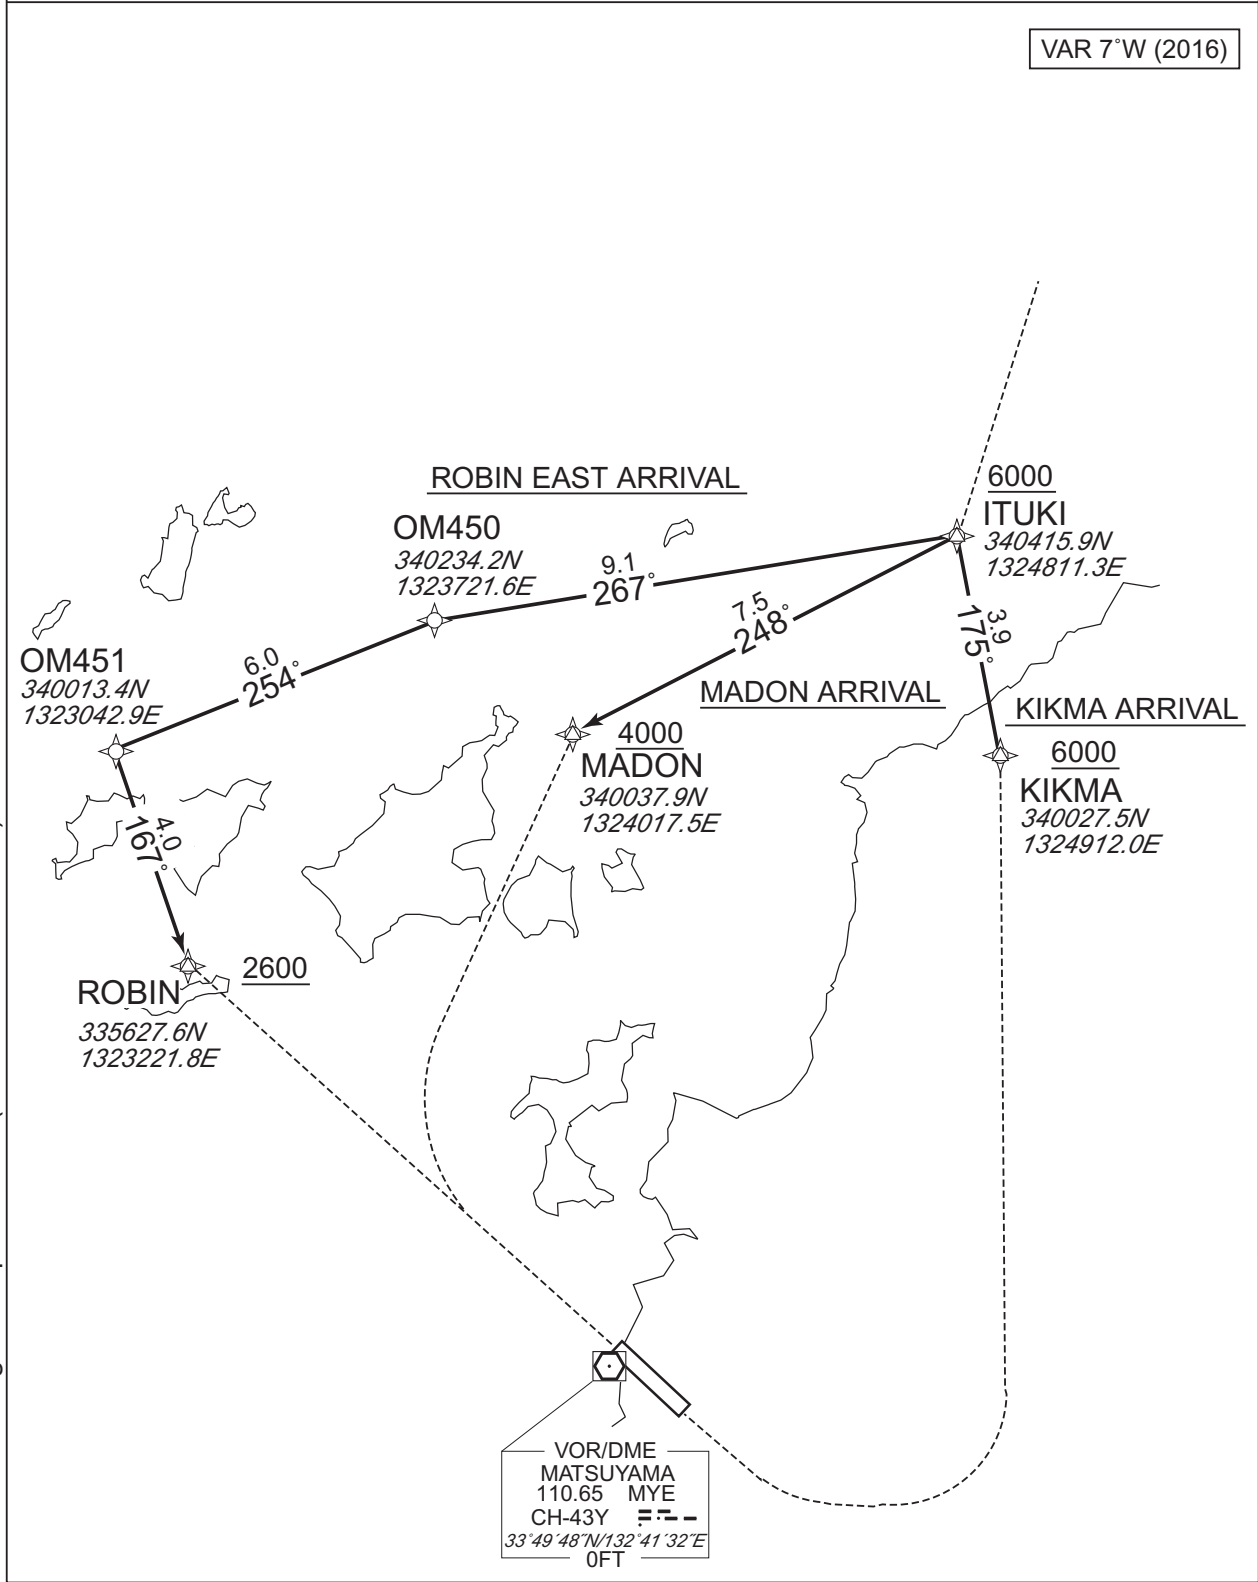 VAR 7°W (2016)
ROBIN EAST ARRIVAL
6000
ITUKI
340415.9N
1324811.3E
OM450
340234.2N
1323721.6E
9.1
267°
7.5
248°
3.9
175°
OM451
340013.4N
1323042.9E
6.0
254°
MADON ARRIVAL
KIKMA ARRIVAL
4000
MADON
340037.9N
1324017.5E
6000
KIKMA
340027.5N
1324912.0E
4.0
167°
2600
ROBIN
335627.6N
1323221.8E
VOR/DME
MATSUYAMA
110.65 MYE
CH-43Y
33°49´48˝N/132°41´32˝E
0FT